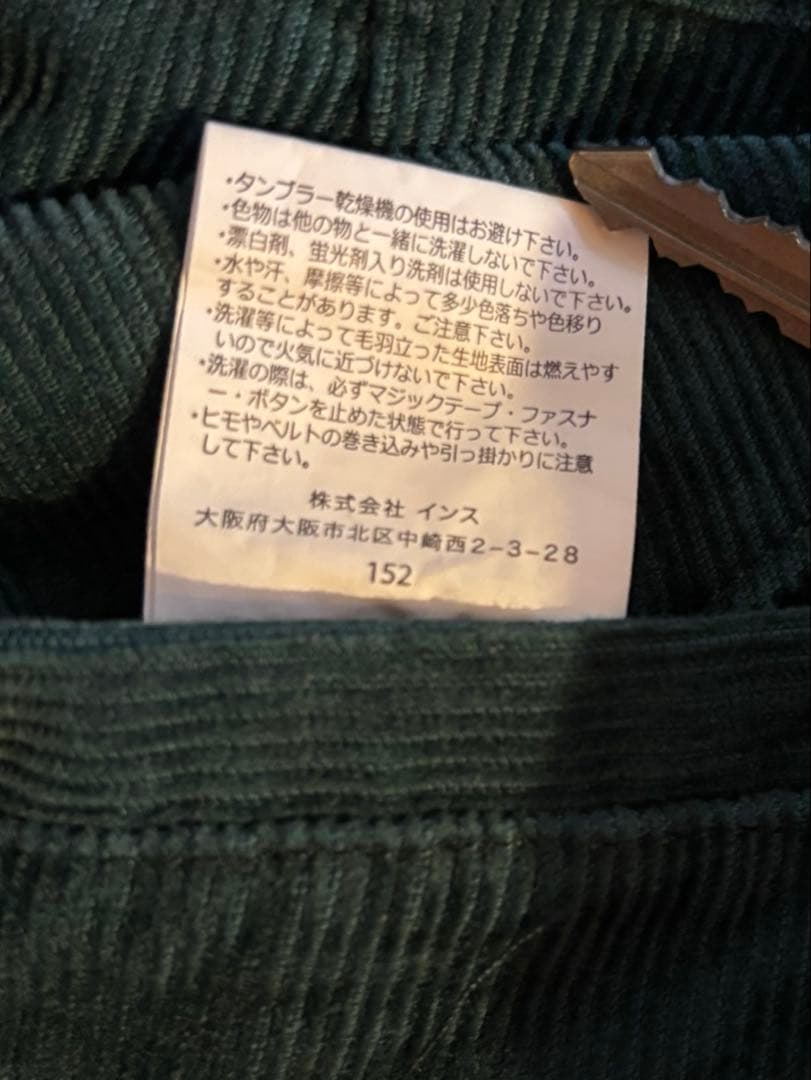 ・タンブラー乾燥機の使用はお避け下さい。
・色物は他の物と一緒に洗濯しないで下さい。
・漂白剤、蛍光剤入り洗剤は使用しないで下さい。
・水や汗、摩擦等によって多少色落ちや色移り
することがあります。ご注意下さい。
・洗濯等によって毛羽立った生地表面は燃えやす
いので火気に近づけないで下さい。
・洗濯の際は、必ずマジックテープ・ファスナ
ー・ボタンを止めた状態で行って下さい。
・ヒモやベルトの巻き込みや引っ掛かりに注意
して下さい。
株式会社 インス
大阪府大阪市北区中崎西2-3-28
152